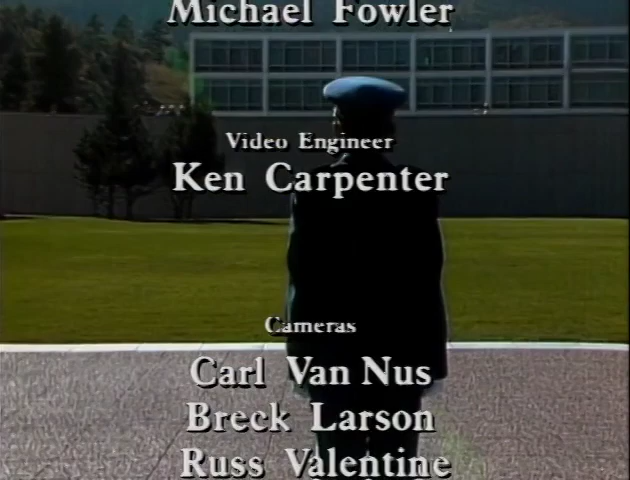 Michael Fowler
Video Engineer
Ken Carpenter
Cameras
Carl Van Nus
Breck Larson
Russ Valentine